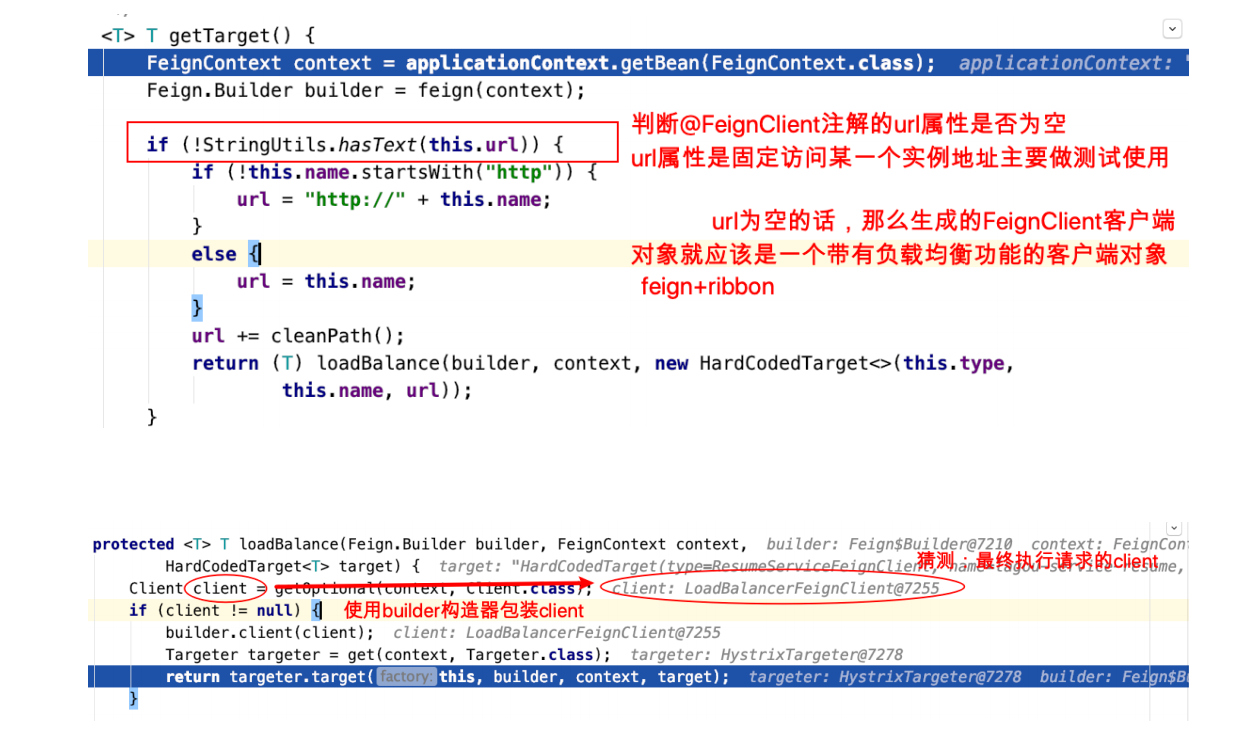 <T> T getTarget() {
FeignContext context = applicationContext.getBean(FeignContext.class);  applicationContext: "
Feign.Builder builder = feign(context);
判断@FeignClient注解的url属性是否为空
if (!StringUtils.hasText(this.url)) {
url属性是固定访问某一个实例地址主要做测试使用
if (!this.name.startsWith("http")) {
url = "http://" + this.name;
url为空的话，那么生成的FeignClient客户端
}
else {
对象就应该是一个带有负载均衡功能的客户端对象
url = this.name;
feign+ribbon
}
url += cleanPath();
return (T) loadBalance(builder, context, new HardCodedTarget<>(this.type,
this.name, url));
}
protected <T> T loadBalance(Feign.Builder builder, FeignContext context,  builder: Feign$Builder@7210  context: FeignCon
猜测：最终执行请求的client
HardCodedTarget<T> target) {  target: "HardCodedTarget(type=ResumeServiceFeignClient, name=lagou-service-resume,
Client client = getOptional(context, Client.class);  client: LoadBalancerFeignClient@7255
if (client != null) {  使用builder构造器包装client
builder.client(client);  client: LoadBalancerFeignClient@7255
Targeter targeter = get(context, Targeter.class);  targeter: HystrixTargeter@7278
return targeter.target( factory: this, builder, context, target);  targeter: HystrixTargeter@7278  builder: Feign$B
}